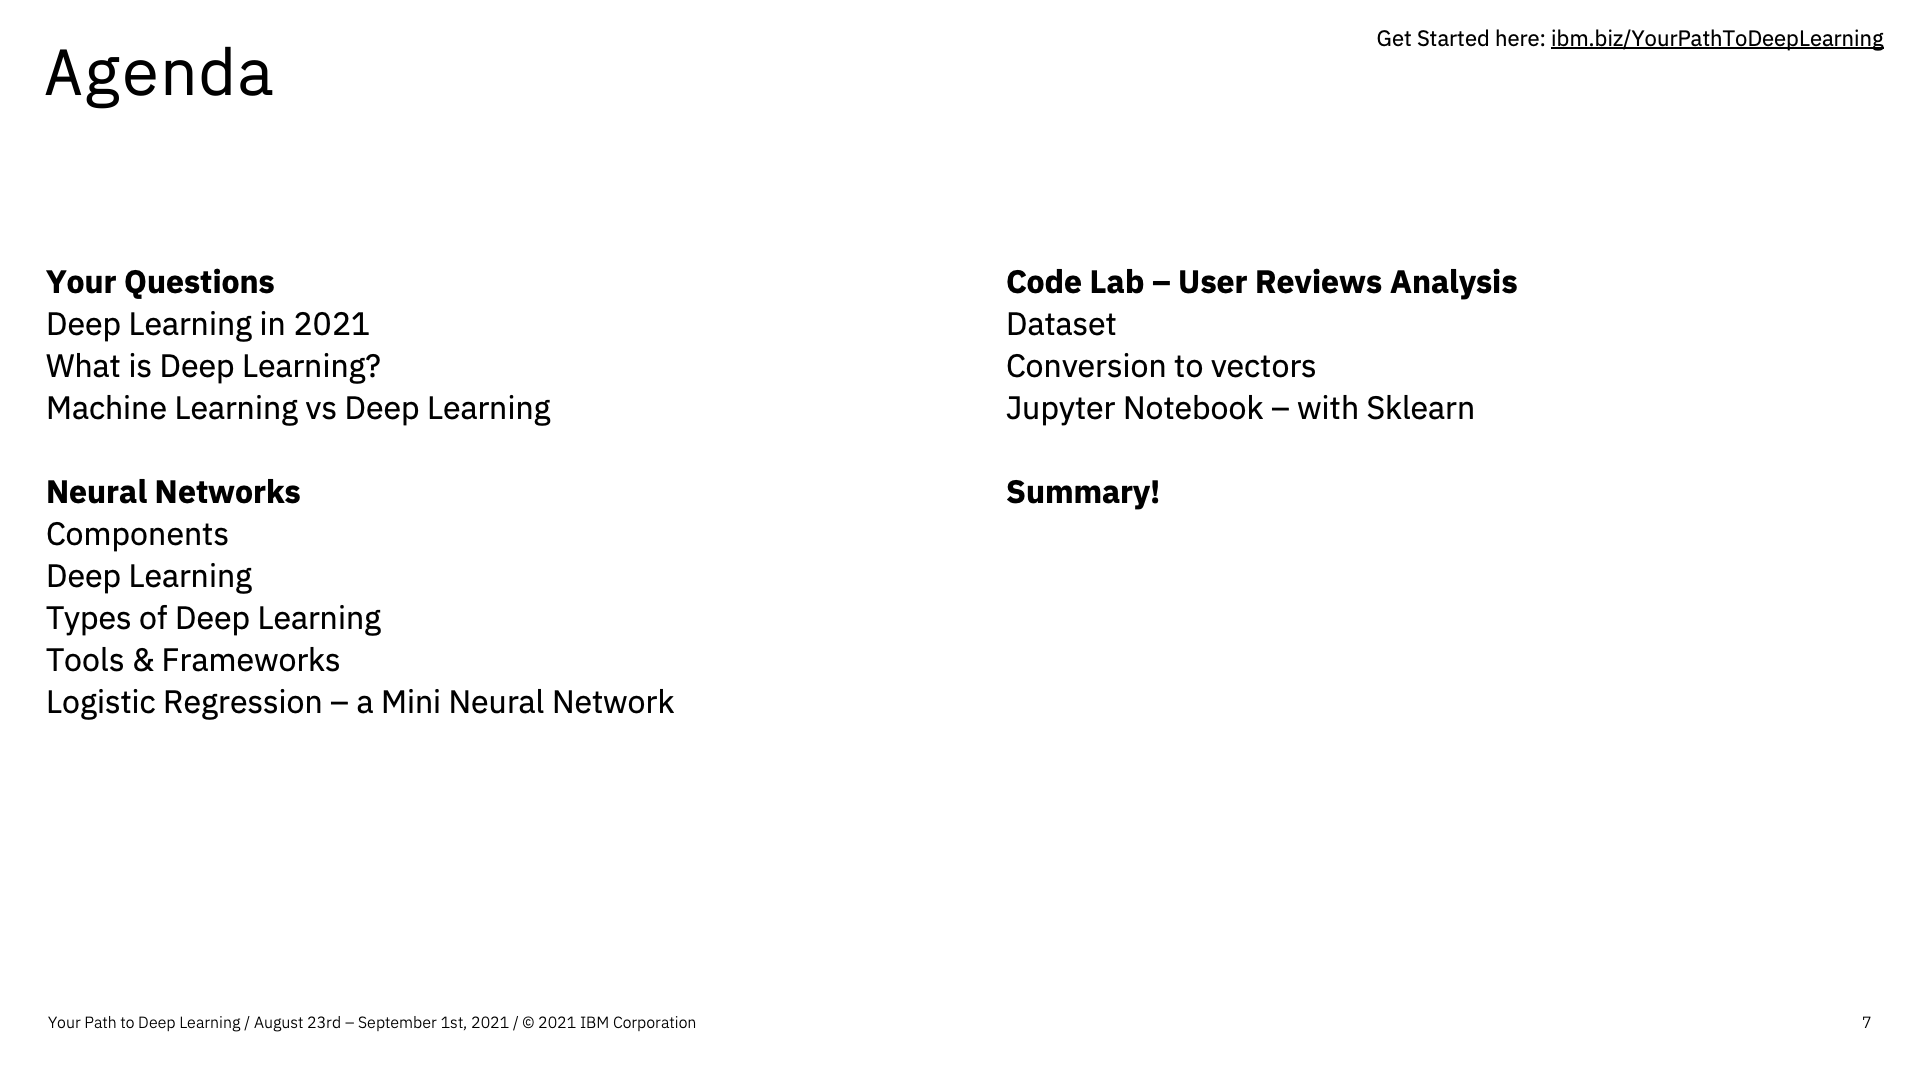 Agenda
Get Started here: ibm.biz/YourPathToDeepLearning
Your Questions
Deep Learning in 2021
What is Deep Learning?
Machine Learning vs Deep Learning
Neural Networks
Components
Deep Learning
Types of Deep Learning
Tools & Frameworks
Logistic Regression – a Mini Neural Network
Code Lab – User Reviews Analysis
Dataset
Conversion to vectors
Jupyter Notebook – with Sklearn
Summary!
Your Path to Deep Learning / August 23rd – September 1st, 2021 / © 2021 IBM Corporation
7